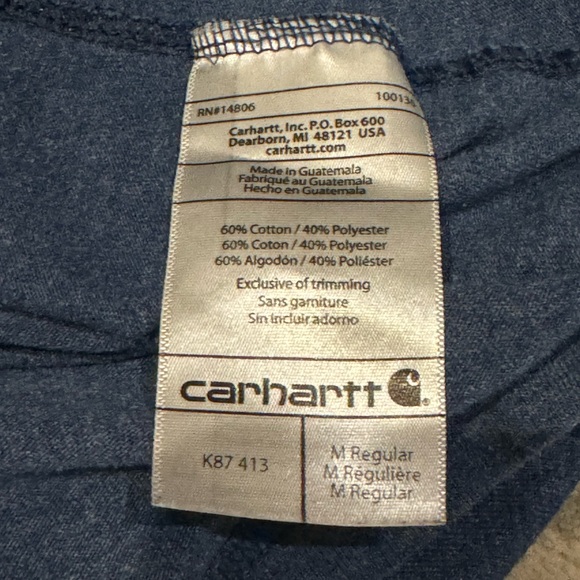 RN#14806
Carhartt, Inc. P.O. Box 600
Dearborn, MI 48121 USA
carhartt.com
Made in Guatemala
Fabriqué au Guatemala
Hecho en Guatemala
60% Cotton / 40% Polyester
60% Coton / 40% Polyester
60% Algodón / 40% Poliéster
Exclusive of trimming
Sans garniture
Sin incluir adorno
carhartt
K87 413
M Regular
M Régulière
M Regular